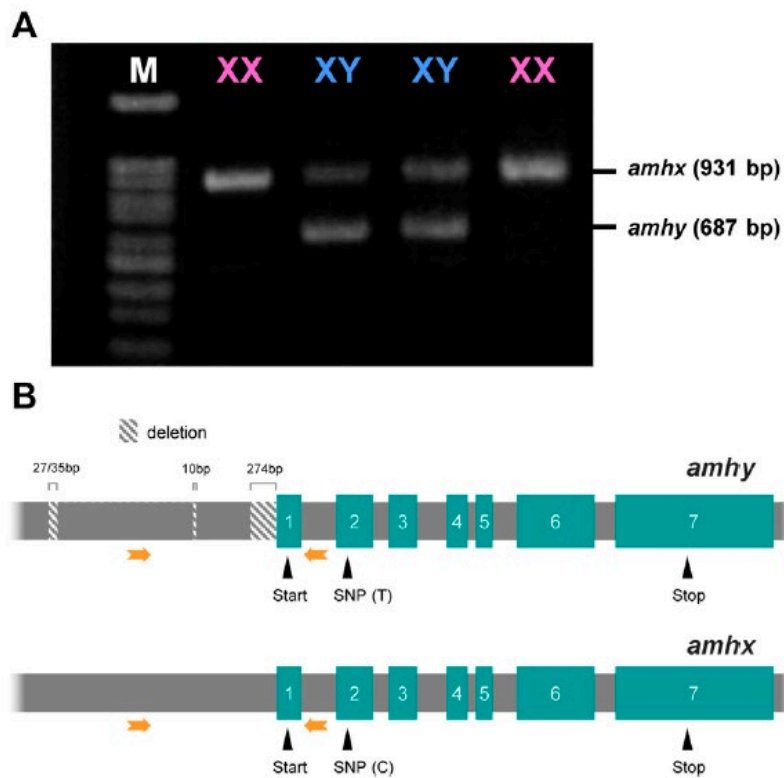 A
M XX XY XY XX
amhx (931 bp)
amhy (687 bp)
B
deletion
27/35bp 10bp 274bp
amhy
1 2 3 4 5 6 7
Start SNP (T) Stop
amhx
1 2 3 4 5 6 7
Start SNP (C) Stop